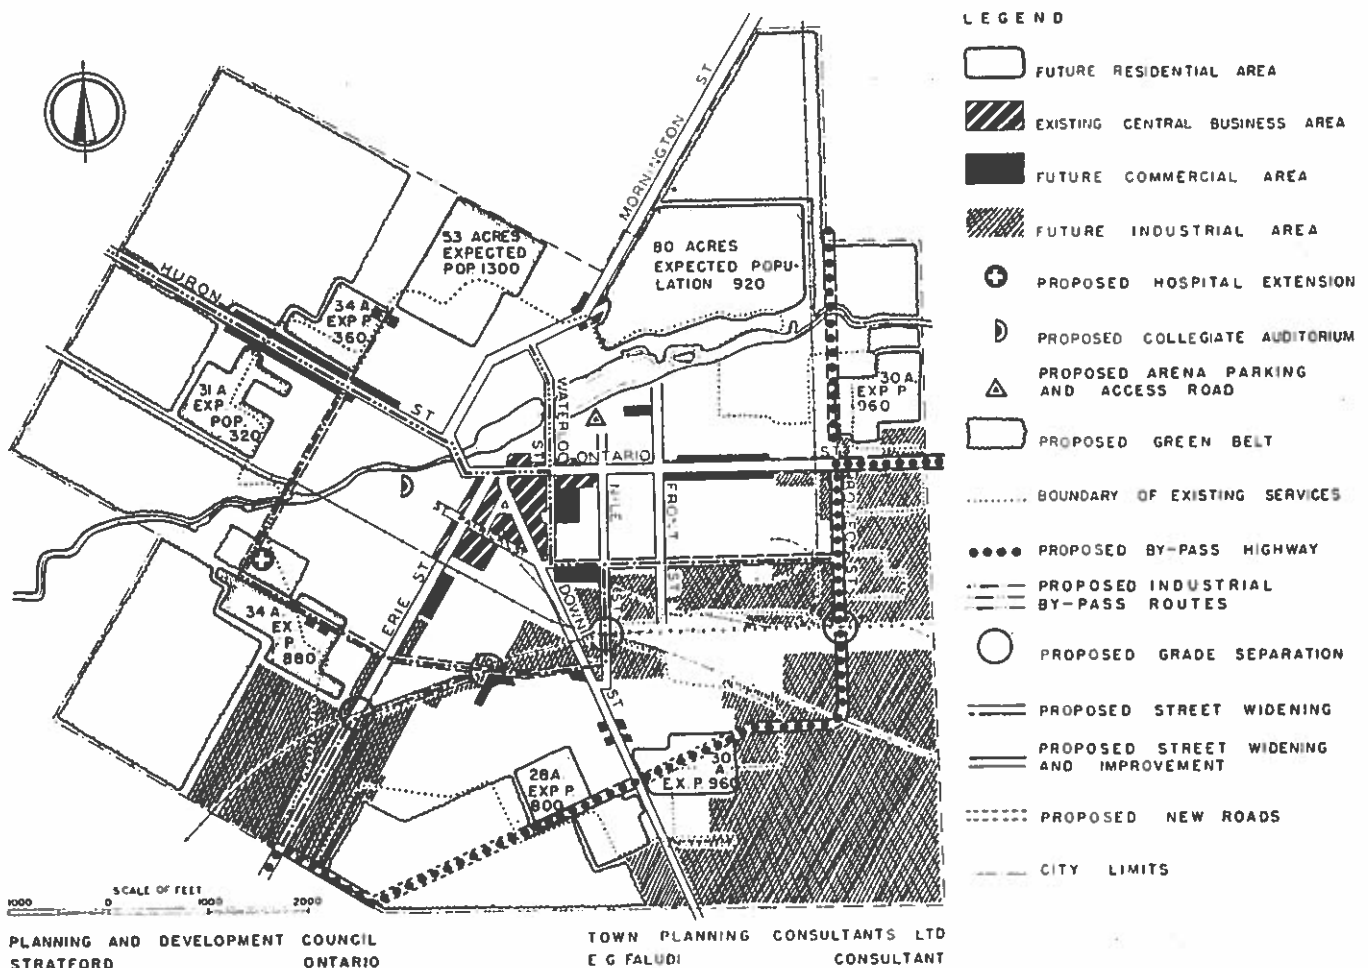 LEGEND
FUTURE RESIDENTIAL AREA
EXISTING CENTRAL BUSINESS AREA
FUTURE COMMERCIAL AREA
FUTURE INDUSTRIAL AREA
PROPOSED HOSPITAL EXTENSION
PROPOSED COLLEGIATE AUDITORIUM
PROPOSED ARENA PARKING
AND ACCESS ROAD
PROPOSED GREEN BELT
BOUNDARY OF EXISTING SERVICES
PROPOSED BY-PASS HIGHWAY
PROPOSED INDUSTRIAL
BY-PASS ROUTES
PROPOSED GRADE SEPARATION
PROPOSED STREET WIDENING
PROPOSED STREET WIDENING
AND IMPROVEMENT
PROPOSED NEW ROADS
CITY LIMITS
MORNINGTON ST
53 ACRES
EXPECTED
POP. 1300
80 ACRES
EXPECTED POPU-
LATION 920
HURON ST
34 A
EXP P
360
31 A
EXP
POP.
320
30 A.
EXP P
960
WATERLOO ST
ONTARIO ST
NILE ST
FRONT ST
ST
ERIE ST
DOWNIE ST
34 A
EX
P
880
28 A.
EXP P.
800
30
A
EX. P. 960
SCALE OF FEET
1000 0 1000 2000
PLANNING AND DEVELOPMENT COUNCIL
STRATFORD ONTARIO
TOWN PLANNING CONSULTANTS LTD
E G FALUDI CONSULTANT